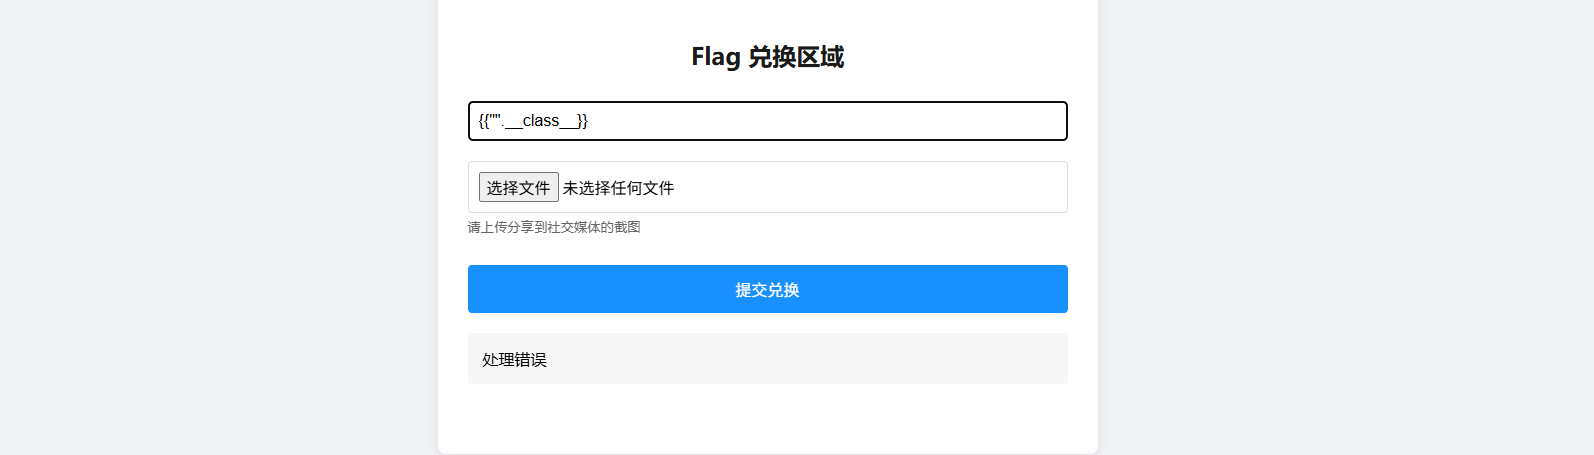 Flag 兑换区域
{{"".__class__}}
选择文件 未选择任何文件
请上传分享到社交媒体的截图
提交兑换
处理错误